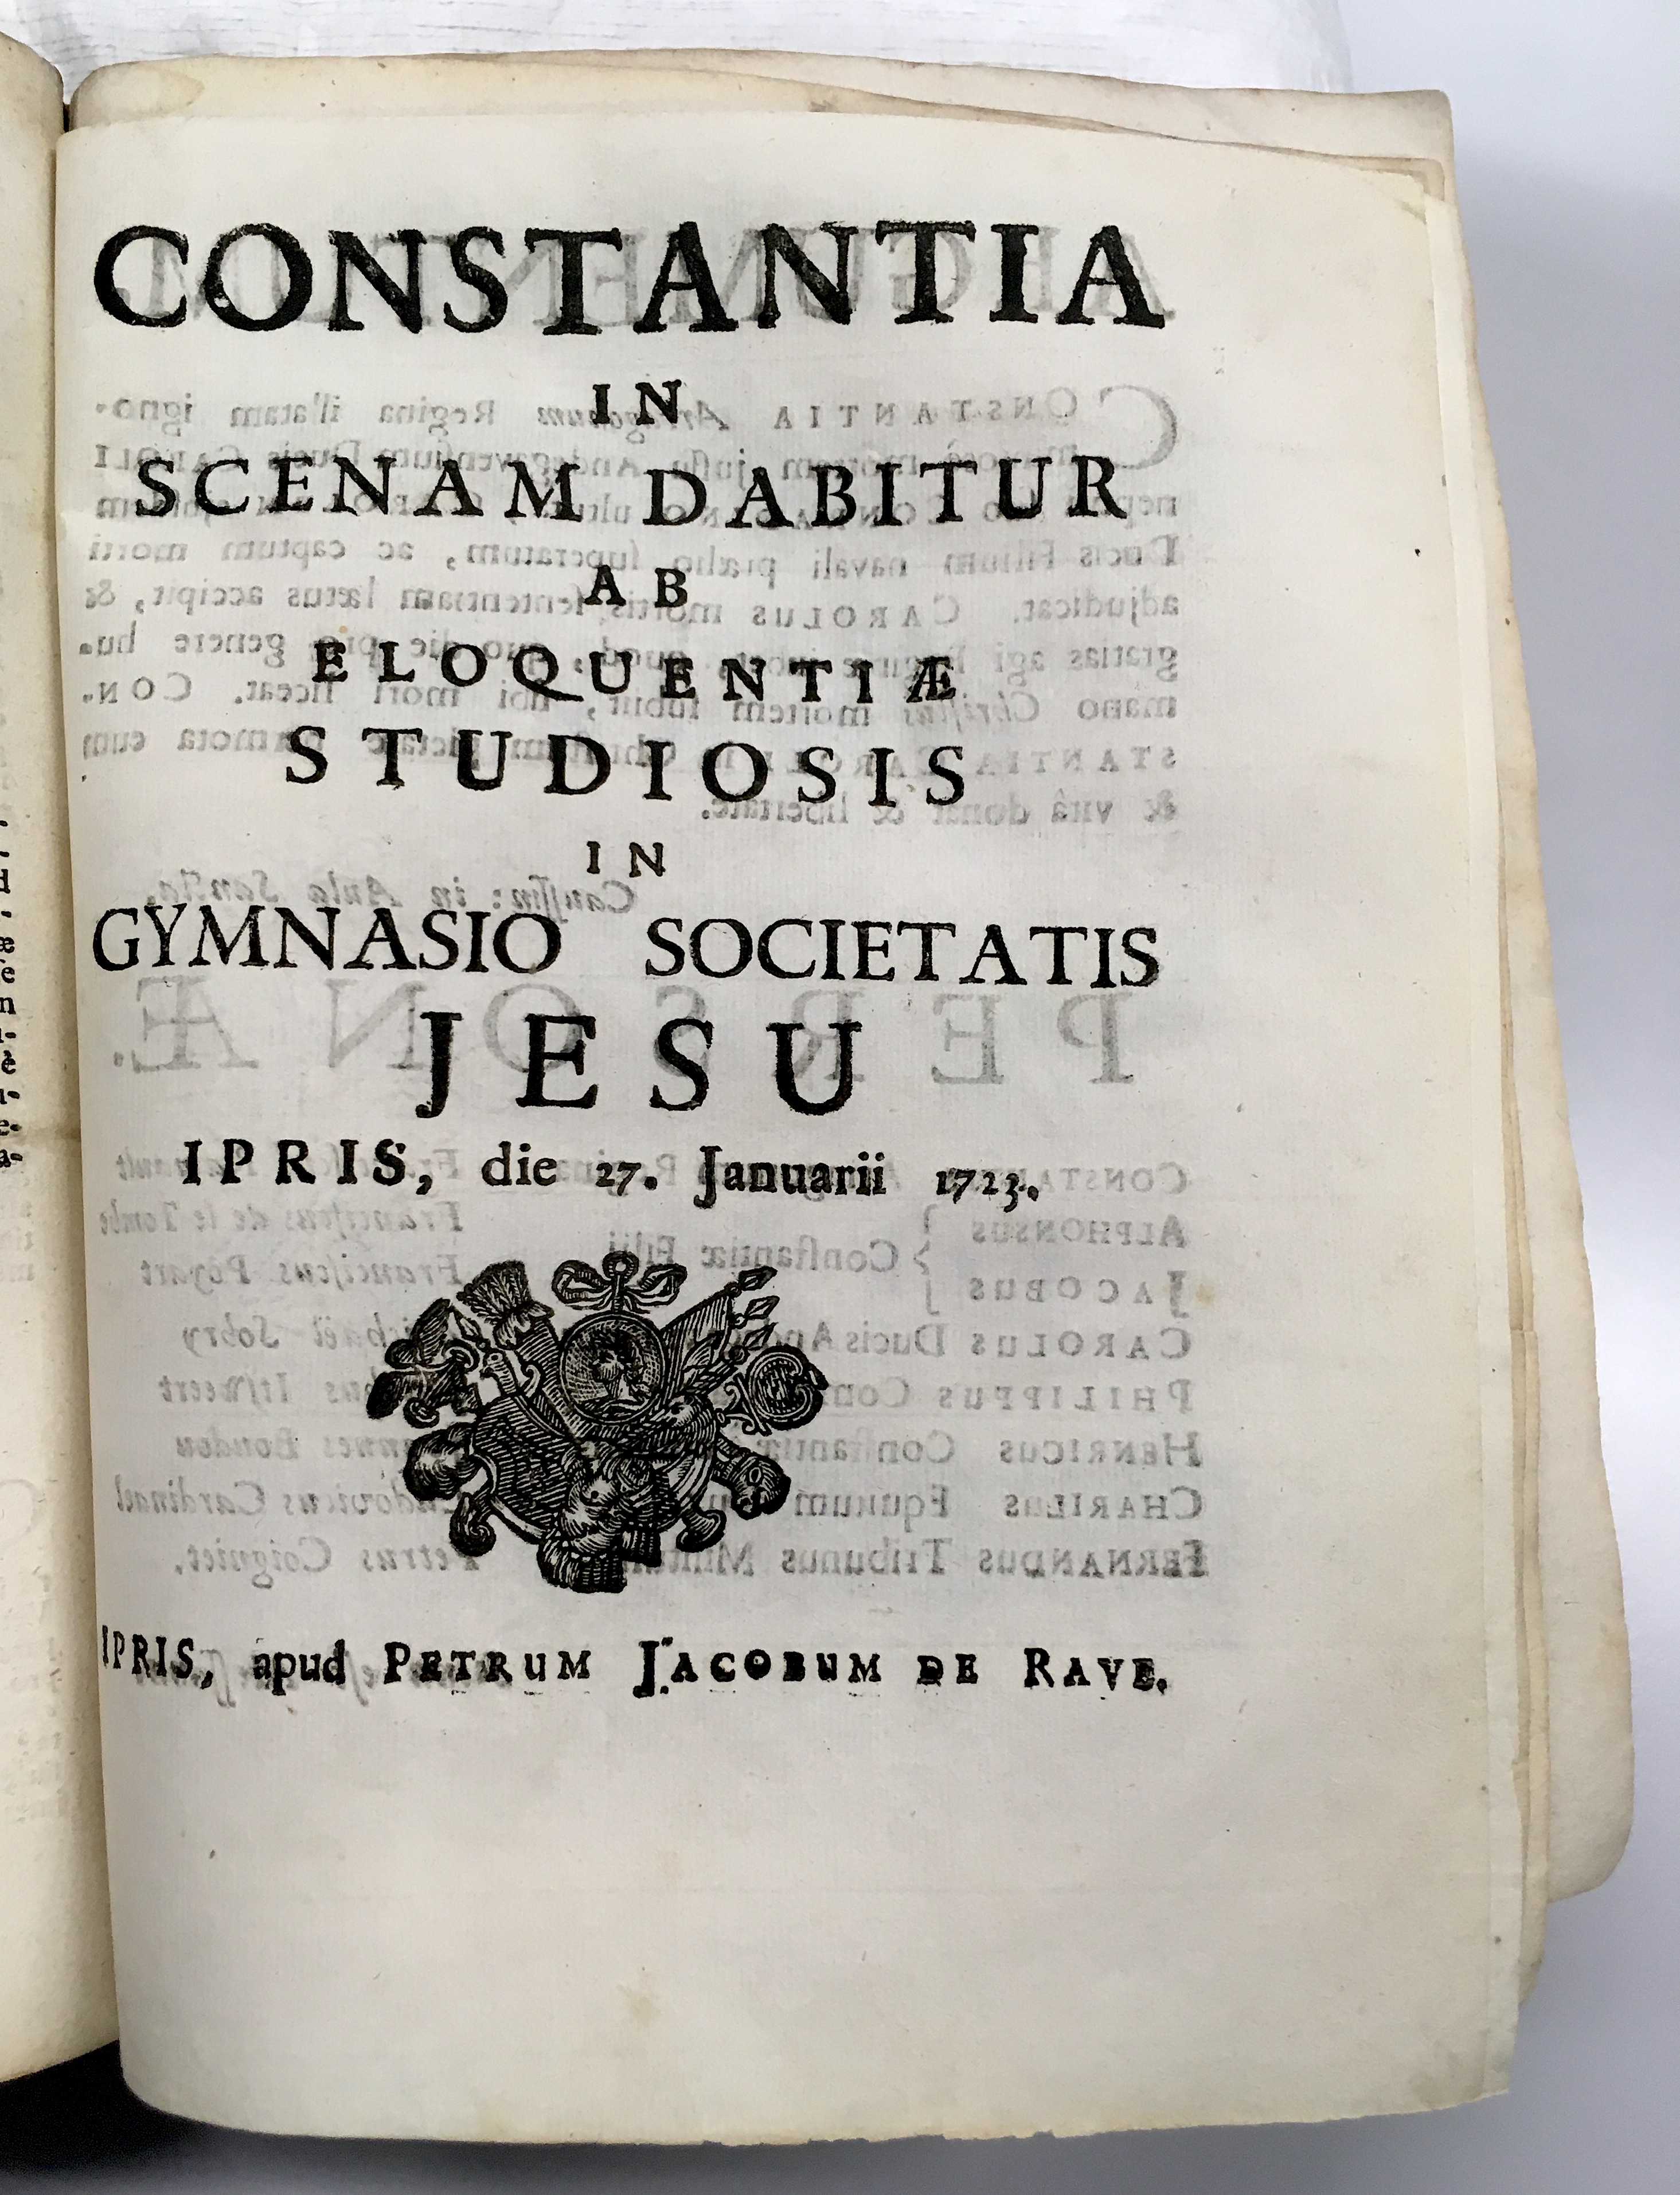 CONSTANTIA
IN
SCENAM DABITUR
AB
ELOQUENTIÆ
STUDIOSIS
IN
GYMNASIO SOCIETATIS
JESU
IPRIS, die 27. Januarii 1723.
IPRIS, apud PETRUM JACOBUM DE RAVE.